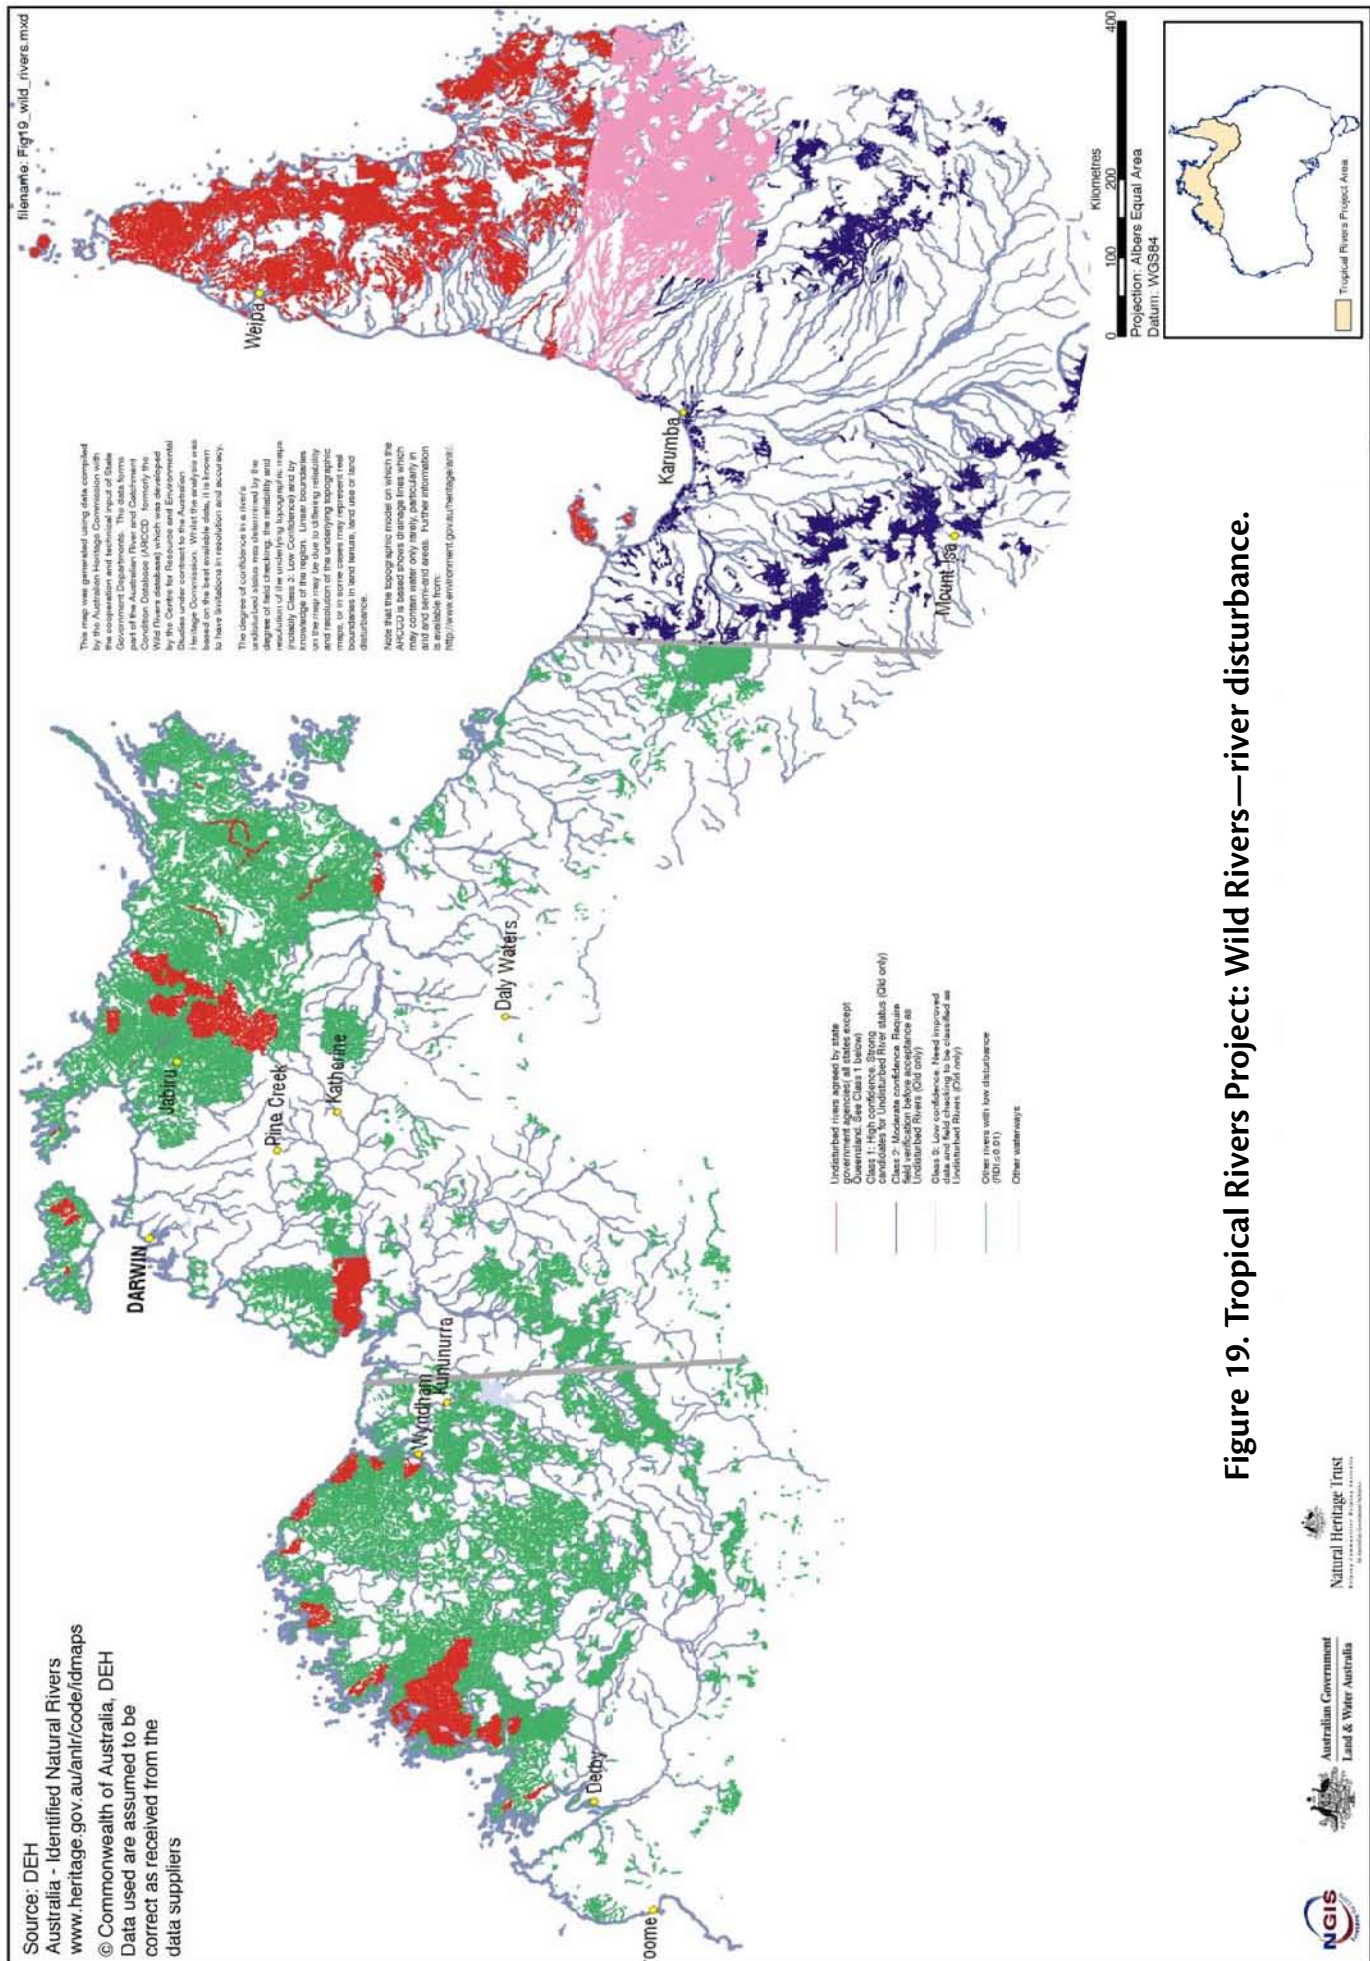 Source: DEH
Australia - Identified Natural Rivers
www.heritage.gov.au/anlr/code/idmaps
© Commonwealth of Australia, DEH
Data used are assumed to be
correct as received from the
data suppliers
filename: Fig19_wild_rivers.mxd
This map was generated using data compiled
by the Australian Heritage Commission with
the cooperation and technical input of State
Government Departments. The data forms
part of the Australian River and Catchment
Condition Database (ARCCD formerly the
Wild Rivers database) which was developed
by the Centre for Resource and Environmental
Studies under contract to the Australian
Heritage Commission. Whilst the analysis was
based on the best available data, it is known
to have limitations in resolution and accuracy.
The degree of confidence in a river's
undisturbed status was determined by the
degree of field checking, the reliability and
resolution of the underlying topographic maps
(notably Class 3: Low Confidence) and by
knowledge of the region. Linear boundaries
on the map may be due to differing reliability
and resolution of the underlying topographic
maps, or in some cases may represent real
boundaries in land tenure, land use or land
disturbance.
Note that the topographic model on which the
ARCCD is based shows drainage lines which
may contain water only rarely, particularly in
arid and semi-arid areas. Further information
is available from:
http://www.environment.gov.au/heritage/anlr/.
DARWIN
Jabiru
Pine Creek
Katherine
Daly Waters
Wyndham
Kununurra
Derby
oome
Weipa
Karumba
Mount Isa
Undisturbed rivers agreed by state
government agencies( all states except
Queensland. See Class 1 below)
Class 1: High confidence. Strong
candidates for Undisturbed River status (Qld only)
Class 2: Moderate confidence. Require
field verification before acceptance as
Undisturbed Rivers (Qld only)
Class 3: Low confidence. Need improved
data and field checking to be classified as
Undisturbed Rivers (Qld only)
Other rivers with low disturbance
(RDI≤0.01)
Other waterways
0 100 200 400
Kilometres
Projection: Albers Equal Area
Datum: WGS84
Tropical Rivers Project Area
Figure 19. Tropical Rivers Project: Wild Rivers—river disturbance.
NGIS
Australian Government
Land & Water Australia
Natural Heritage Trust